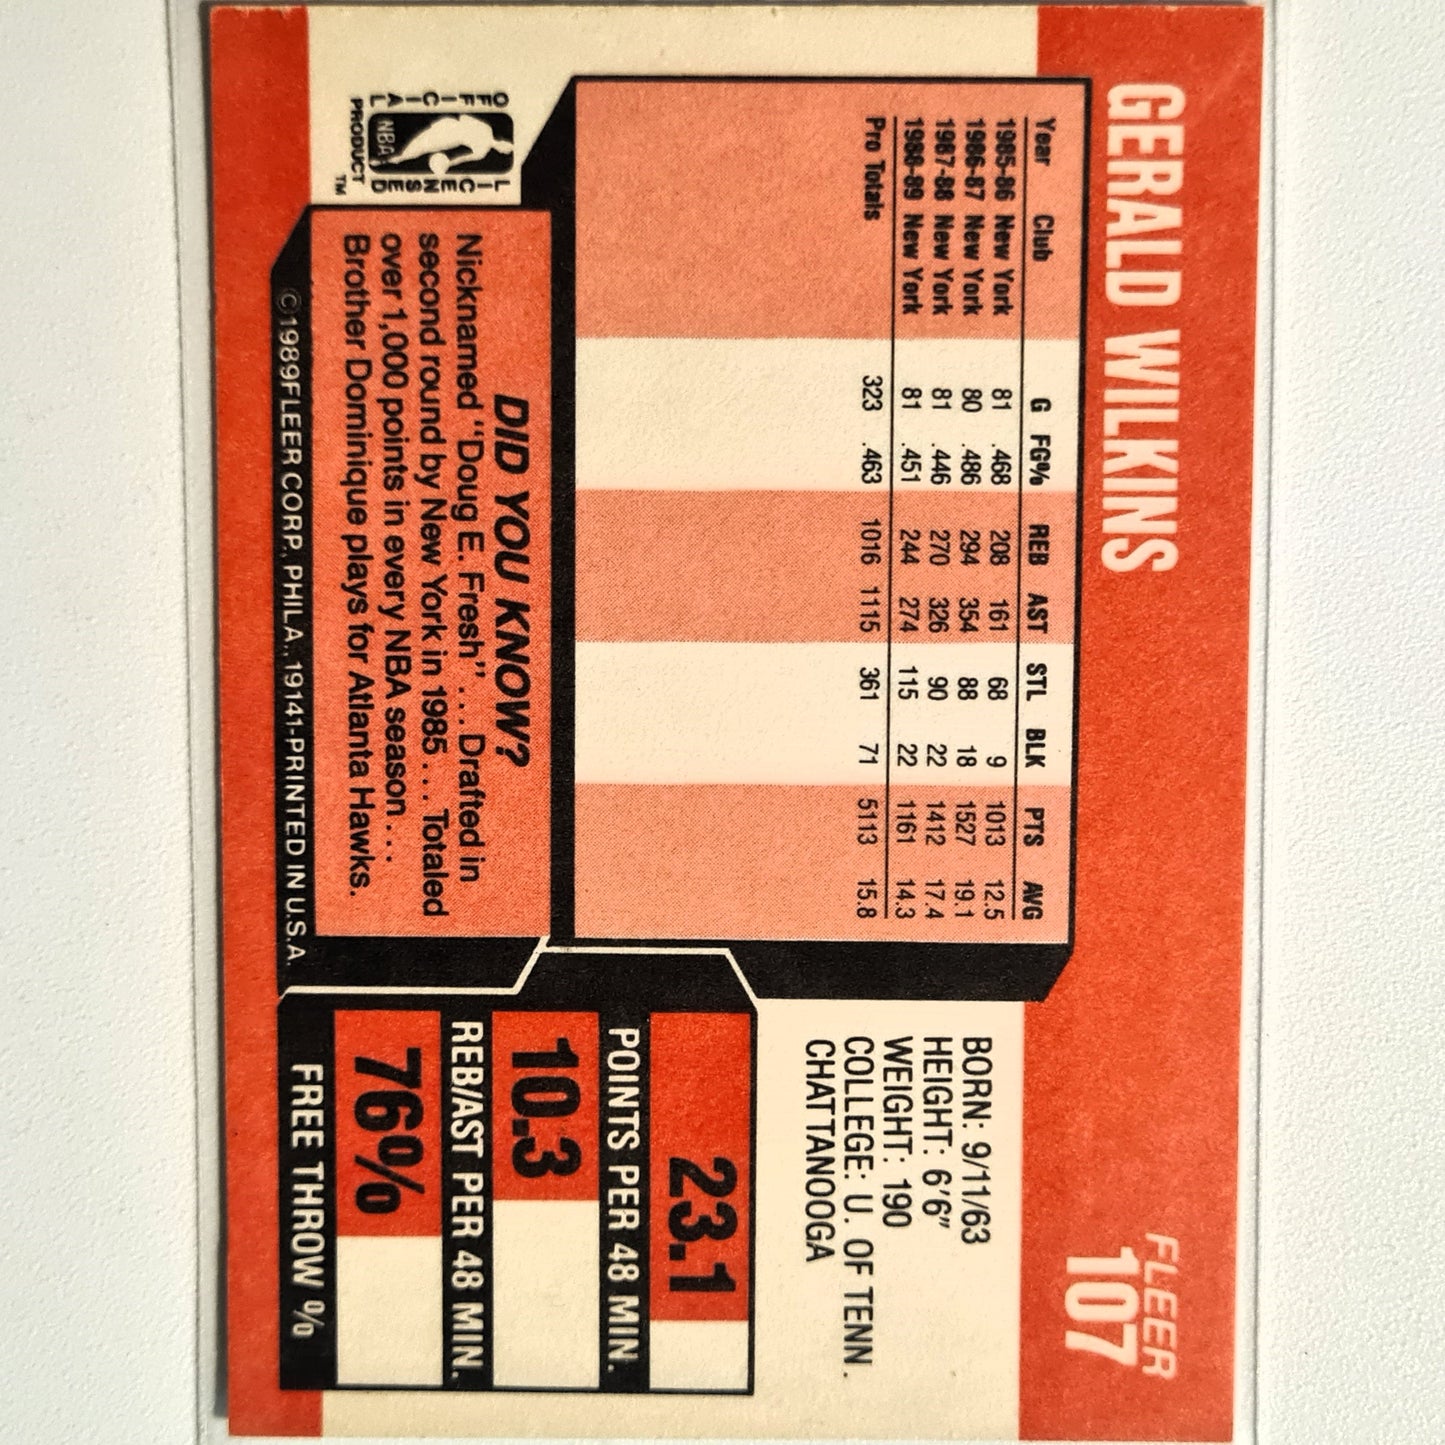 GERALD WILKINS
FLEER
107
Year Club G FG% REB AST STL BLK PTS AVG
1985-86 New York 81 .468 208 161 68 9 1013 12.5
1986-87 New York 80 .486 294 354 88 18 1527 19.1
1987-88 New York 81 .446 270 326 90 22 1412 17.4
1988-89 New York 81 .451 244 274 115 22 1161 14.3
Pro Totals 323 .463 1016 1115 361 71 5113 15.8
BORN: 9/11/63
HEIGHT: 6'6"
WEIGHT: 190
COLLEGE: U. OF TENN.
CHATTANOOGA
23.1
POINTS PER 48 MIN.
10.3
REB/AST PER 48 MIN.
76%
FREE THROW %
OFFICIAL
NBA
LICENSED
PRODUCT
TM
DID YOU KNOW?
Nicknamed "Doug E. Fresh" . . . Drafted in
second round by New York in 1985 . . . Totaled
over 1,000 points in every NBA season . . .
Brother Dominique plays for Atlanta Hawks.
©1989FLEER CORP., PHILA., 19141-PRINTED IN U.S.A.